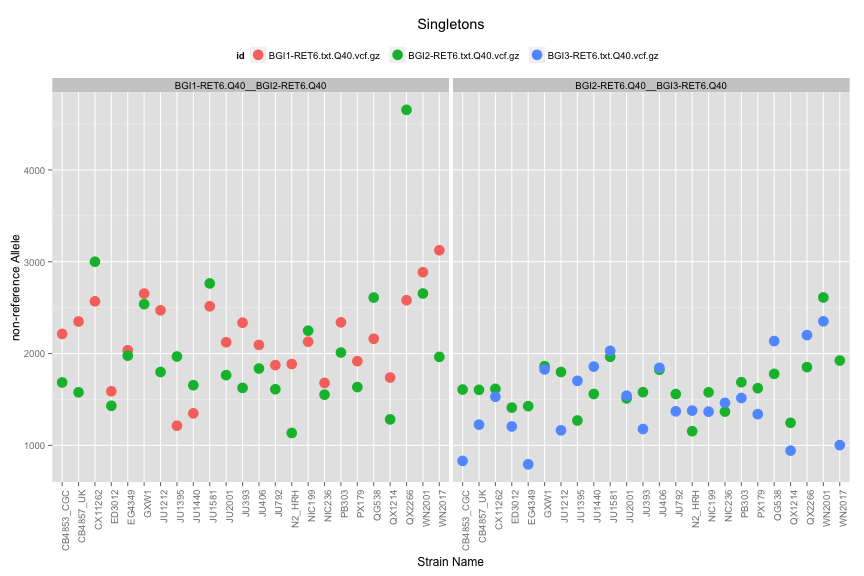 Singletons
id BGI1-RET6.txt.Q40.vcf.gz BGI2-RET6.txt.Q40.vcf.gz BGI3-RET6.txt.Q40.vcf.gz
BGI1-RET6.Q40__BGI2-RET6.Q40 BGI2-RET6.Q40__BGI3-RET6.Q40
non-reference Allele
4000
3000
2000
1000
CB4853_CGC
CB4857_UK
CX11262
ED3012
EG4349
GXW1
JU1212
JU1395
JU1440
JU1581
JU2001
JU393
JU406
JU792
N2_HRH
NIC199
NIC236
PB303
PX179
QG538
QX1214
QX2266
WN2001
WN2017
CB4853_CGC
CB4857_UK
CX11262
ED3012
EG4349
GXW1
JU1212
JU1395
JU1440
JU1581
JU2001
JU393
JU406
JU792
N2_HRH
NIC199
NIC236
PB303
PX179
QG538
QX1214
QX2266
WN2001
WN2017
Strain Name